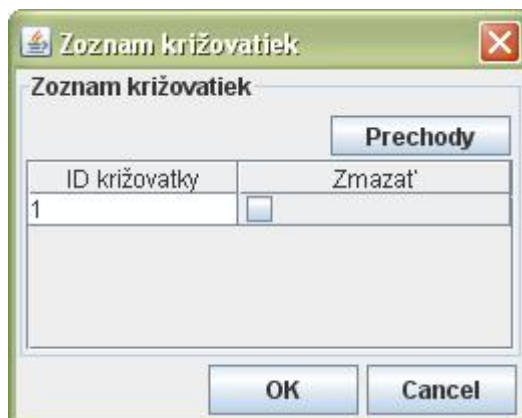 Zoznam križovatiek
Zoznam križovatiek
Prechody
ID križovatky Zmazať
1
OK Cancel